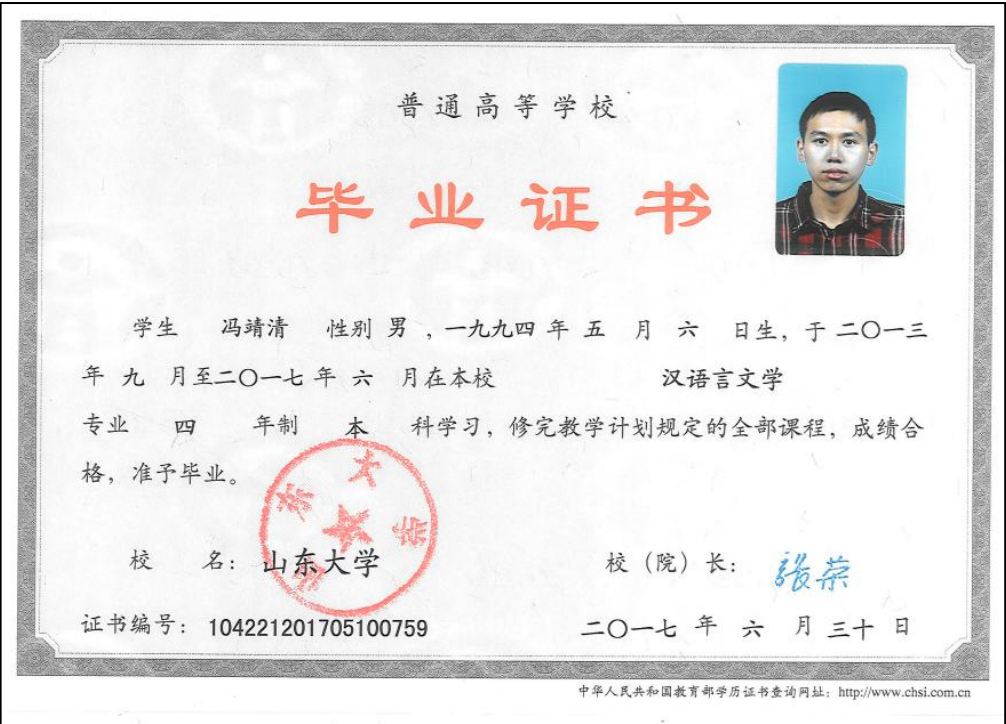 普通高等学校
毕业证书
学生 冯靖清 性别 男 ，一九九四 年 五 月 六 日生，于 二〇一三
年 九 月至二〇一七 年 六 月在本校 汉语言文学
专业 四 年制 本 科学习，修完教学计划规定的全部课程，成绩合
格，准予毕业。
校 名：山东大学 校（院）长：張荣
证书编号：104221201705100759 二〇一七 年 六 月 三十 日
中华人民共和国教育部学历证书查询网址：http://www.chsi.com.cn
山东大学